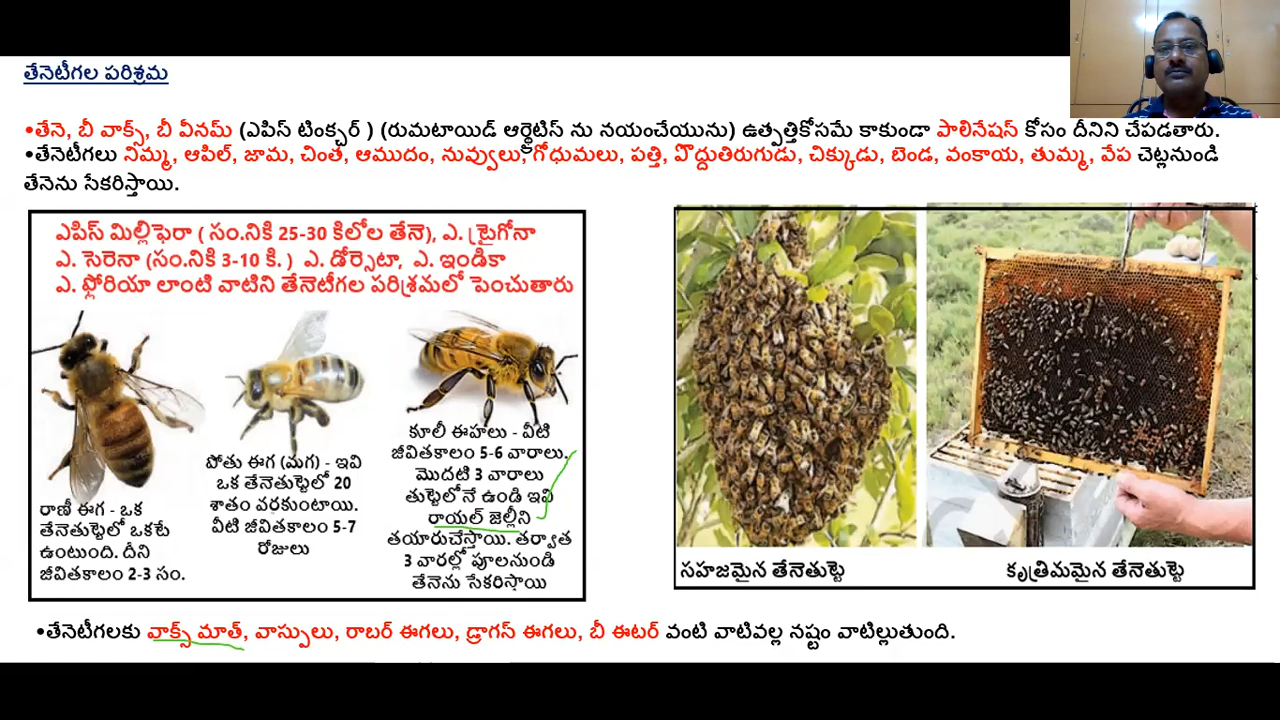 తేనెటీగల పరిశ్రమ
•తేనె, బీ వాక్స్, బీ వీనమ్ (ఎపిస్ టింక్చర్ ) (రుమటాయిడ్ ఆర్థ్రైటిస్ ను నయంచేయును) ఉత్పత్తికోసమే కాకుండా పాలినేషన్ కోసం దీనిని చేపడతారు.
•తేనెటీగలు నిమ్మ, ఆపిల్, జామ, చింత, ఆముదం, నువ్వులు, గోధుమలు, పత్తి, ప్రొద్దుతిరుగుడు, చిక్కుడు, బెండ, వంకాయ, తుమ్మ, వేప చెట్లనుండి
తేనెను సేకరిస్తాయి.
ఎపిస్ మిల్లిఫెరా ( సం.నికి 25-30 కిలోల తేనె), ఎ. ట్రైగోనా
ఎ. సెరెనా (సం.నికి 3-10 కి. ) ఎ. డోర్సెటా, ఎ. ఇండికా
ఎ. ఫ్లోరియా లాంటి వాటిని తేనెటీగల పరిశ్రమలో పెంచుతారు
రాణీ ఈగ - ఒక
తేనెతుట్టెలో ఒకటే
ఉంటుంది. దీని
జీవితకాలం 2-3 సం.
పోతు ఈగ (మగ) - ఇవి
ఒక తేనెతుట్టెలో 20
శాతం వరకుంటాయి.
వీటి జీవితకాలం 5-7
రోజులు
కూలీ ఈహలు - వీటి
జీవితకాలం 5-6 వారాలు.
మొదటి 3 వారాలు
తుట్టెలోనే ఉండి ఇవి
రాయల్ జెల్లీని
తయారుచేస్తాయి. తర్వాత
3 వారల్లో పూలనుండి
తేనెను సేకరిస్తాయి
సహజమైన తేనెతుట్టె
కృత్రిమమైన తేనెతుట్టె
•తేనెటీగలకు వాక్స్ మాత్, వాస్పులు, రాబర్ ఈగలు, డ్రాగస్ ఈగలు, బీ ఈటర్ వంటి వాటివల్ల నష్టం వాటిల్లుతుంది.